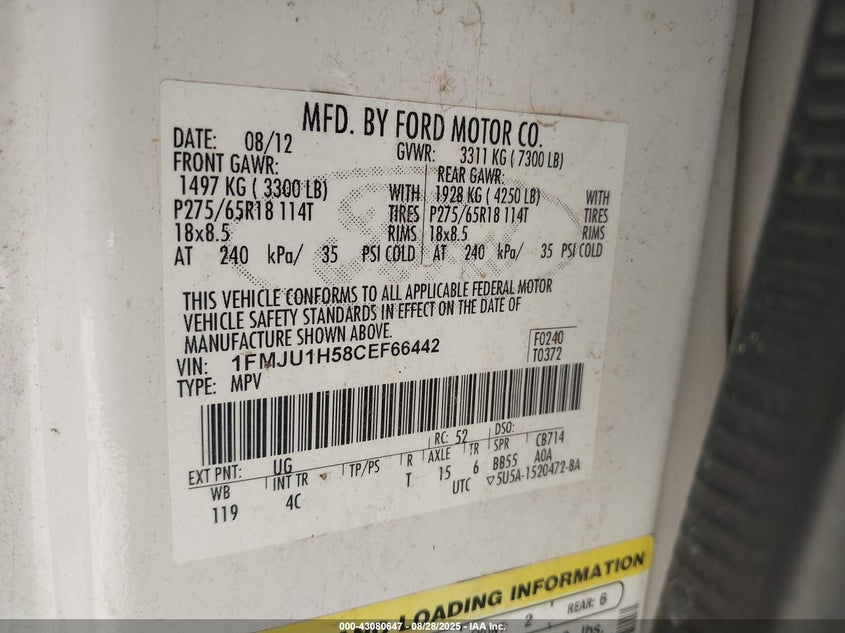 MFD. BY FORD MOTOR CO.
DATE: 08/12 GVWR: 3311 KG ( 7300 LB)
FRONT GAWR: REAR GAWR:
1497 KG ( 3300 LB) WITH 1928 KG ( 4250 LB) WITH
P275/65R18 114T TIRES P275/65R18 114T TIRES
18x8.5 RIMS 18x8.5 RIMS
AT 240 kPa/ 35 PSI COLD AT 240 kPa/ 35 PSI COLD
THIS VEHICLE CONFORMS TO ALL APPLICABLE FEDERAL MOTOR
VEHICLE SAFETY STANDARDS IN EFFECT ON THE DATE OF
MANUFACTURE SHOWN ABOVE.
VIN: 1FMJU1H58CEF66442 F0240
TYPE: MPV T0372
EXT PNT: UG RC: 52 DSO:
WB INT TR TP/PS R AXLE TR SPR CB714
119 4C T 15 6 BB55 A0A
UTC ▽5U5A-1520472-BA
AND LOADING INFORMATION
2 REAR: 6
lbs.
000-43080647 - 08/28/2025 - IAA Inc.